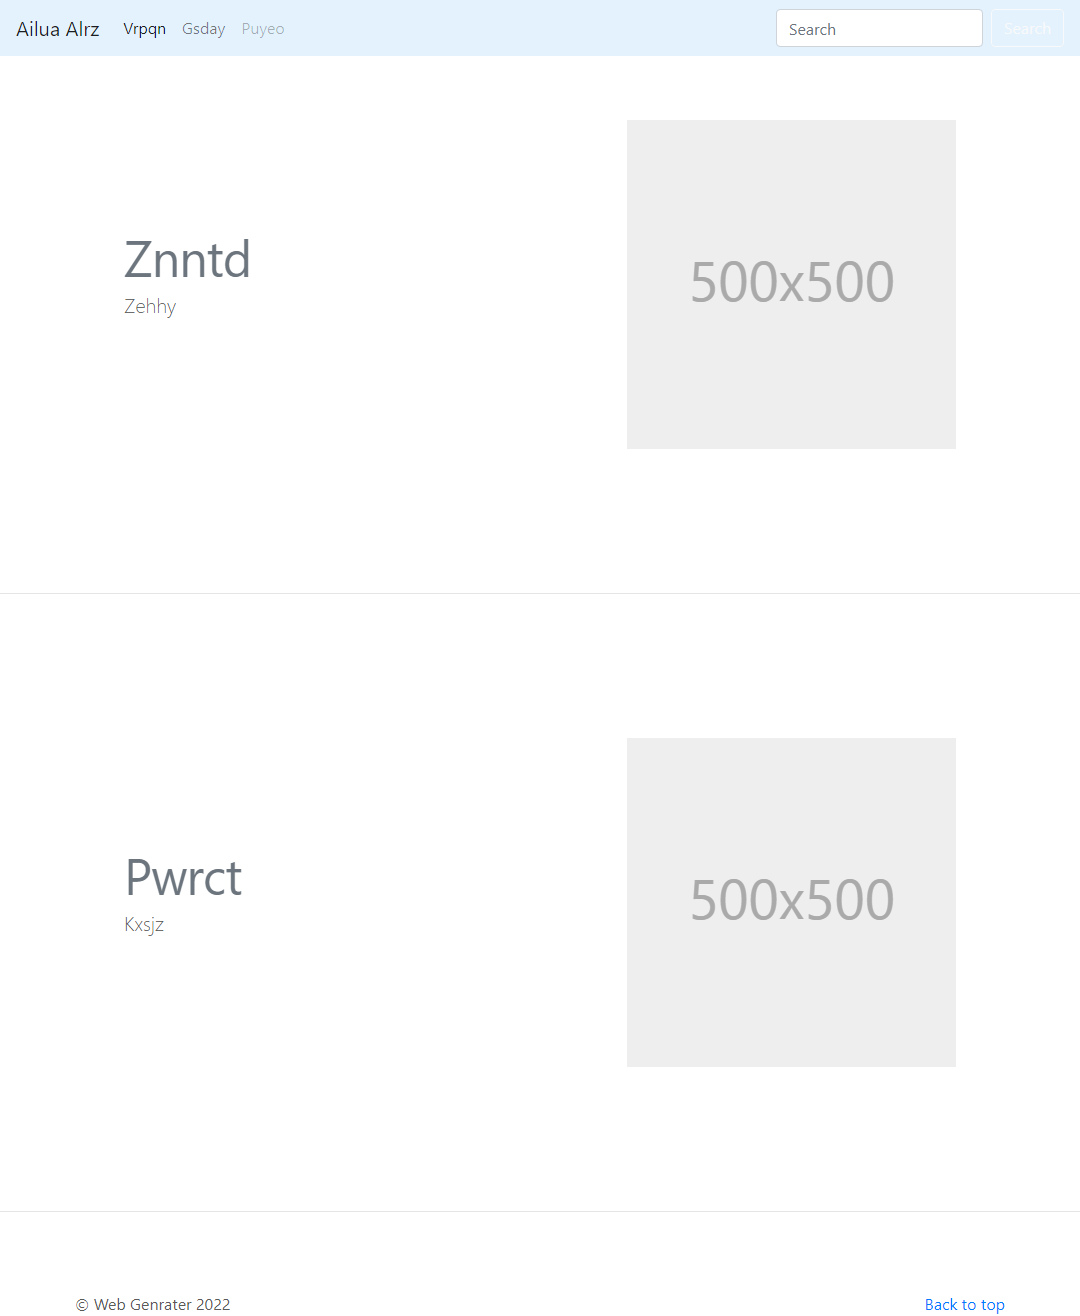 Ailua Alrz Vrpqn Gsday Puyeo Search Search
Znntd
Zehhy
500x500
Pwrct
Kxsjz
500x500
© Web Genrater 2022 Back to top